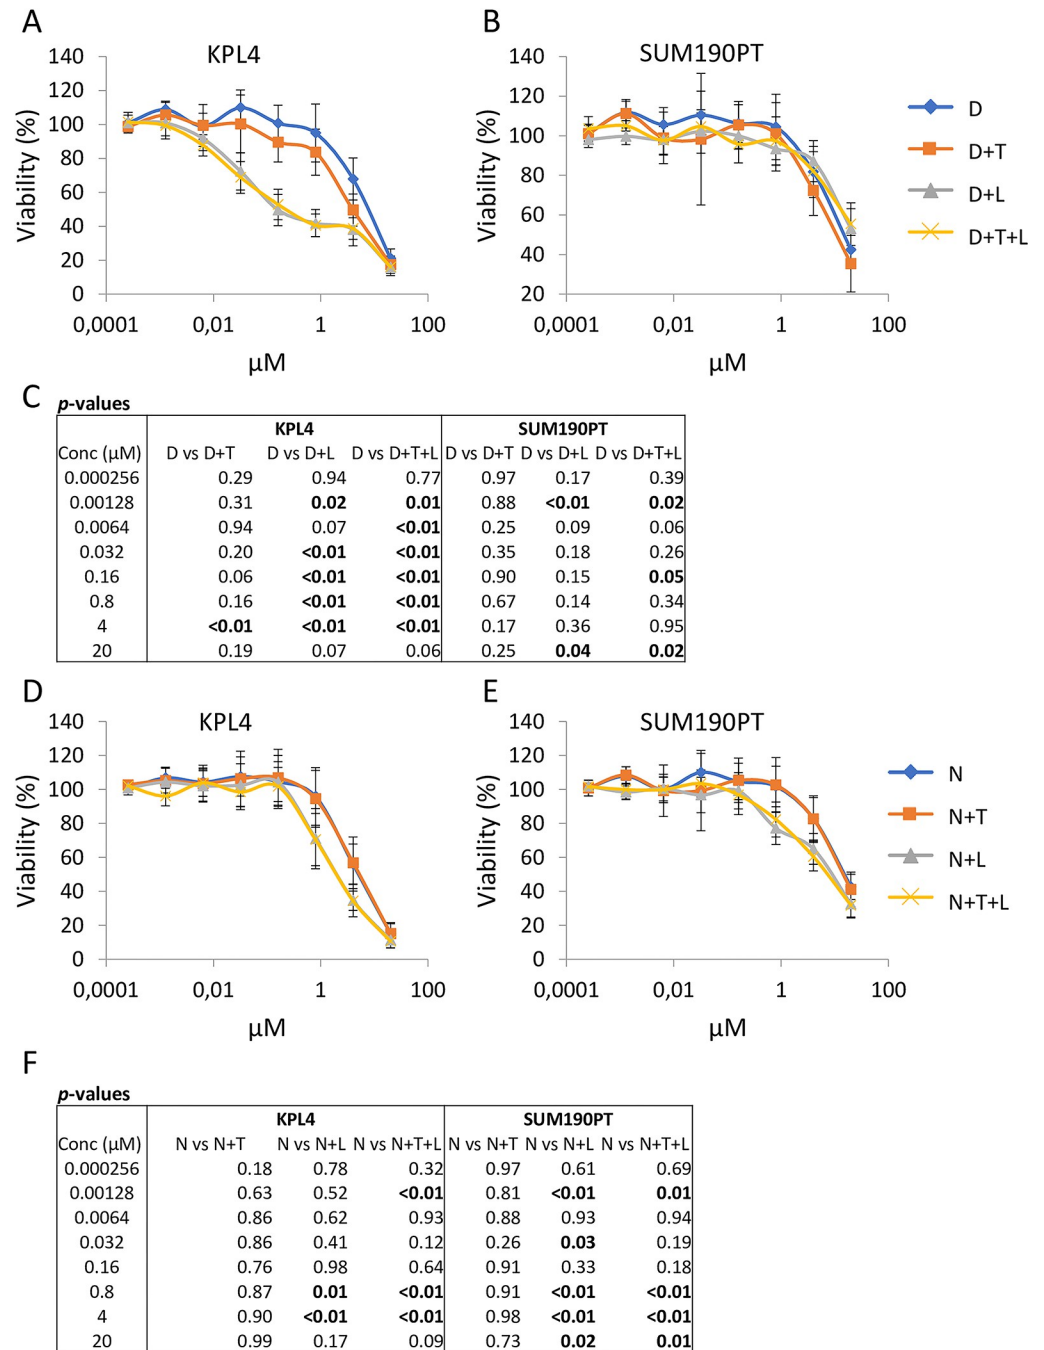 A
B
KPL4
SUM190PT
Viability (%)
140
120
100
80
60
40
20
0
0,0001
0,01
1
100
µM
Viability (%)
140
120
100
80
60
40
20
0,0001
0,01
1
100
µM
D
D+T
D+L
D+T+L
C
p-values
KPL4 SUM190PT
Conc (µM) D vs D+T D vs D+L D vs D+T+L D vs D+T D vs D+L D vs D+T+L
0.000256 0.29 0.94 0.77 0.97 0.17 0.39
0.00128 0.31 0.02 0.01 0.88 <0.01 0.02
0.0064 0.94 0.07 <0.01 0.25 0.09 0.06
0.032 0.20 <0.01 <0.01 0.35 0.18 0.26
0.16 0.06 <0.01 <0.01 0.90 0.15 0.05
0.8 0.16 <0.01 <0.01 0.67 0.14 0.34
4 <0.01 <0.01 <0.01 0.17 0.36 0.95
20 0.19 0.07 0.06 0.25 0.04 0.02
D
E
KPL4
SUM190PT
Viability (%)
140
120
100
80
60
40
20
0
0,0001
0,01
1
100
µM
Viability (%)
140
120
100
80
60
40
20
0
0,0001
0,01
1
100
µM
N
N+T
N+L
N+T+L
F
p-values
KPL4 SUM190PT
Conc (µM) N vs N+T N vs N+L N vs N+T+L N vs N+T N vs N+L N vs N+T+L
0.000256 0.18 0.78 0.32 0.97 0.61 0.69
0.00128 0.63 0.52 <0.01 0.81 <0.01 0.01
0.0064 0.86 0.62 0.93 0.88 0.93 0.94
0.032 0.86 0.41 0.12 0.26 0.03 0.19
0.16 0.76 0.98 0.64 0.91 0.33 0.18
0.8 0.87 0.01 <0.01 0.91 <0.01 <0.01
4 0.90 <0.01 <0.01 0.98 <0.01 <0.01
20 0.99 0.17 0.09 0.73 0.02 0.01